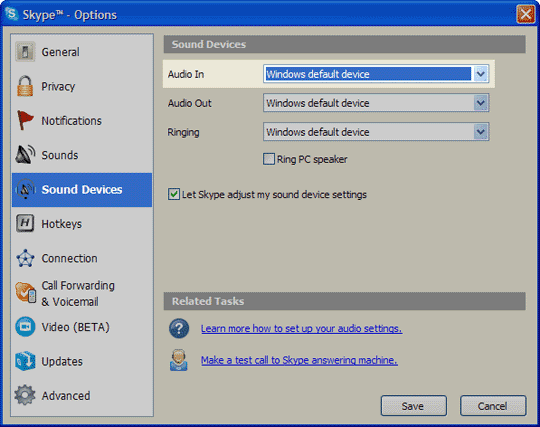 Skype™ - Options
General
Privacy
Notifications
Sounds
Sound Devices
Hotkeys
Connection
Call Forwarding
& Voicemail
Video (BETA)
Updates
Advanced
Sound Devices
Audio In Windows default device
Audio Out Windows default device
Ringing Windows default device
Ring PC speaker
Let Skype adjust my sound device settings
Related Tasks
Learn more how to set up your audio settings.
Make a test call to Skype answering machine.
Save Cancel